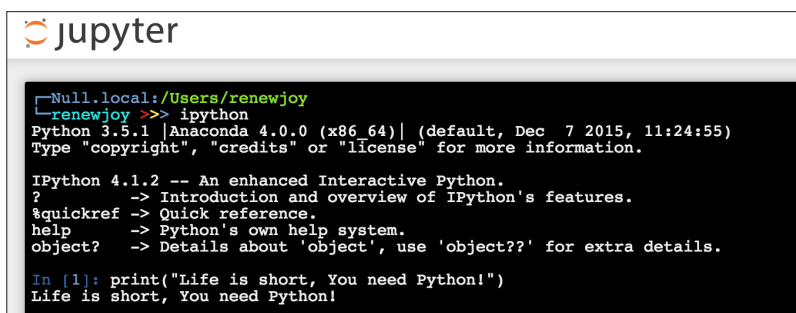 jupyter
┌─Null.local:/Users/renewjoy
└─renewjoy >>> ipython
Python 3.5.1 |Anaconda 4.0.0 (x86_64)| (default, Dec  7 2015, 11:24:55)
Type "copyright", "credits" or "license" for more information.
IPython 4.1.2 -- An enhanced Interactive Python.
?         -> Introduction and overview of IPython's features.
%quickref -> Quick reference.
help      -> Python's own help system.
object?   -> Details about 'object', use 'object??' for extra details.
In [1]: print("Life is short, You need Python!")
Life is short, You need Python!